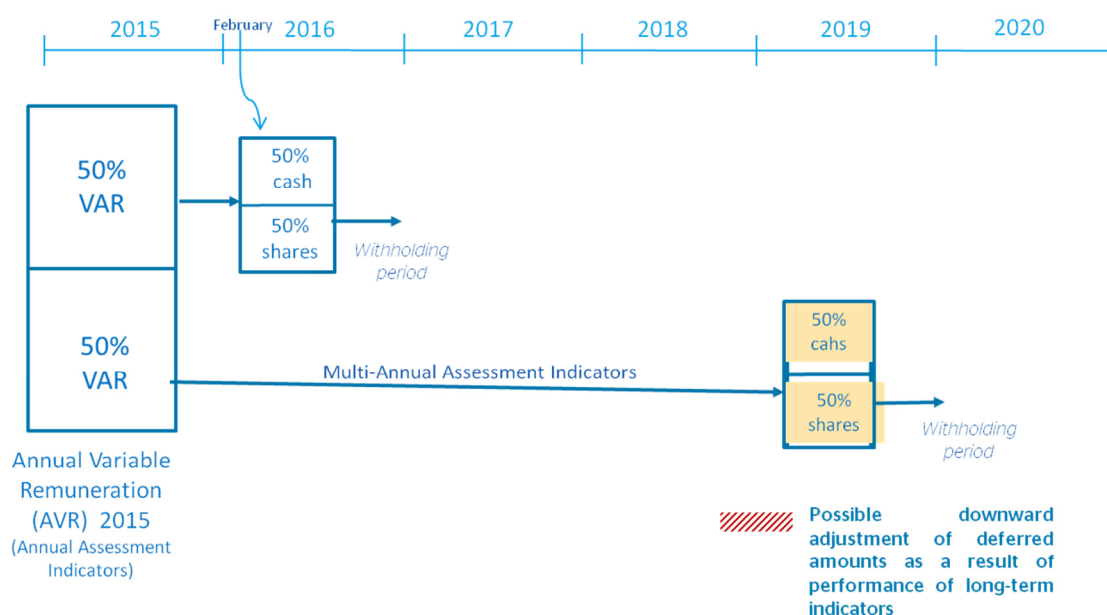 2015
February
2016
2017
2018
2019
2020
50%
VAR
50%
cash
50%
shares
Withholding
period
50%
VAR
Multi-Annual Assessment Indicators
50%
cahs
50%
shares
Withholding
period
Annual Variable
Remuneration
(AVR) 2015
(Annual Assessment
Indicators)
Possible downward
adjustment of deferred
amounts as a result of
performance of long-term
indicators